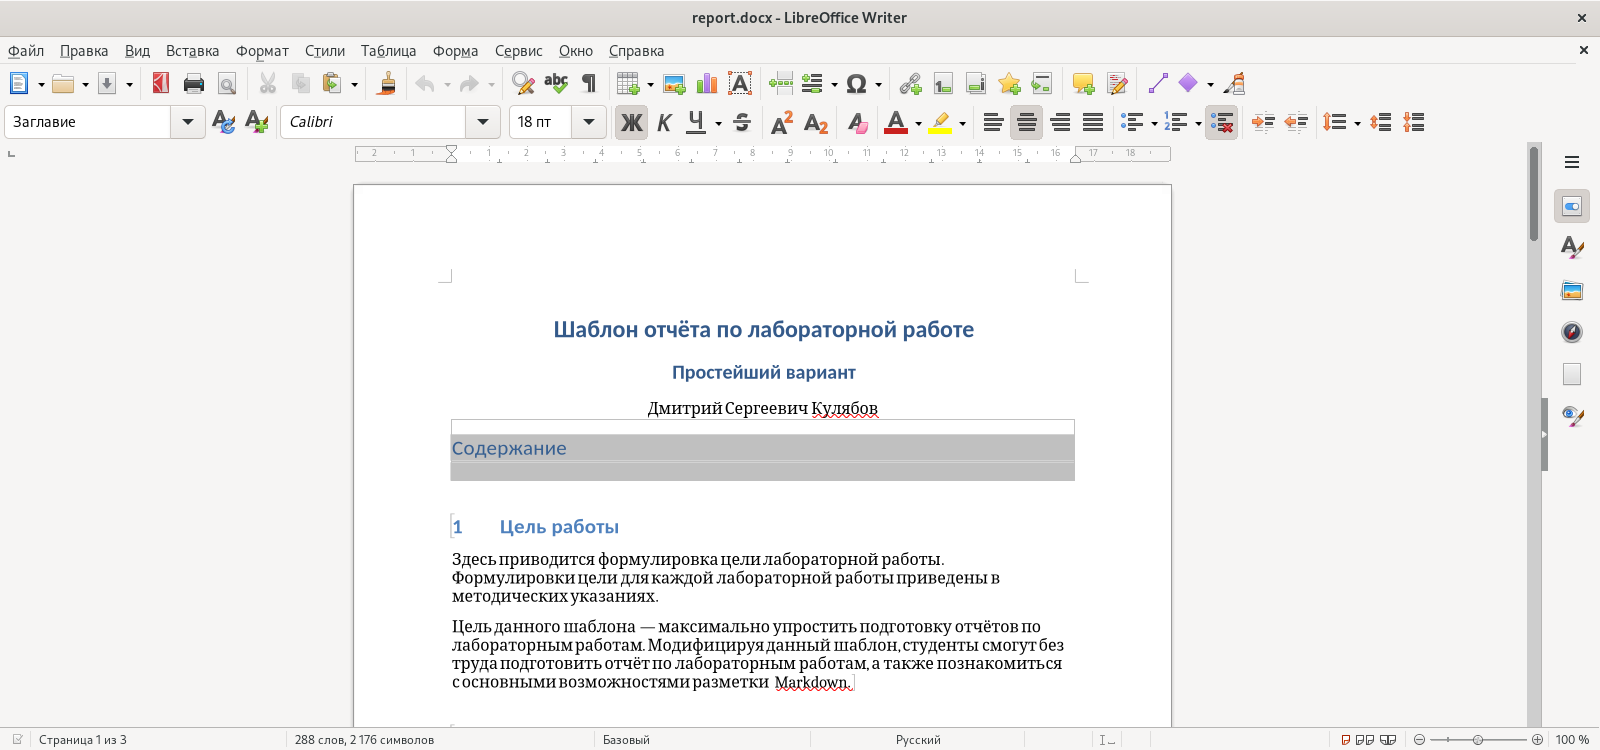 report.docx - LibreOffice Writer
Файл Правка Вид Вставка Формат Стили Таблица Форма Сервис Окно Справка
Заглавие Calibri 18 пт Ж К Ч S
2 1 1 2 3 4 5 6 7 8 9 10 11 12 13 14 15 16 17 18
Шаблон отчёта по лабораторной работе
Простейший вариант
Дмитрий Сергеевич Кулябов
Содержание
1 Цель работы
Здесь приводится формулировка цели лабораторной работы.
Формулировки цели для каждой лабораторной работы приведены в
методических указаниях.
Цель данного шаблона — максимально упростить подготовку отчётов по
лабораторным работам. Модифицируя данный шаблон, студенты смогут без
труда подготовить отчёт по лабораторным работам, а также познакомиться
с основными возможностями разметки Markdown.
Страница 1 из 3 288 слов, 2 176 символов Базовый Русский 100 %